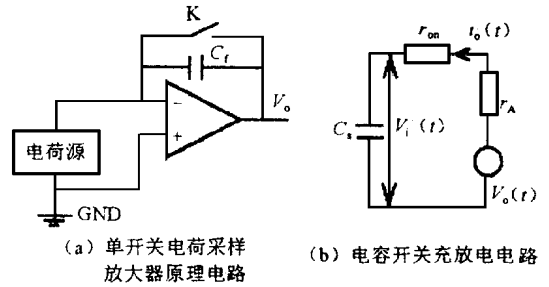 K
C_f
V_o
−
+
电荷源
GND
(a) 单开关电荷采样
放大器原理电路
r_on
i_o(t)
r_A
C_s
V_i(t)
V_o(t)
(b) 电容开关充放电电路